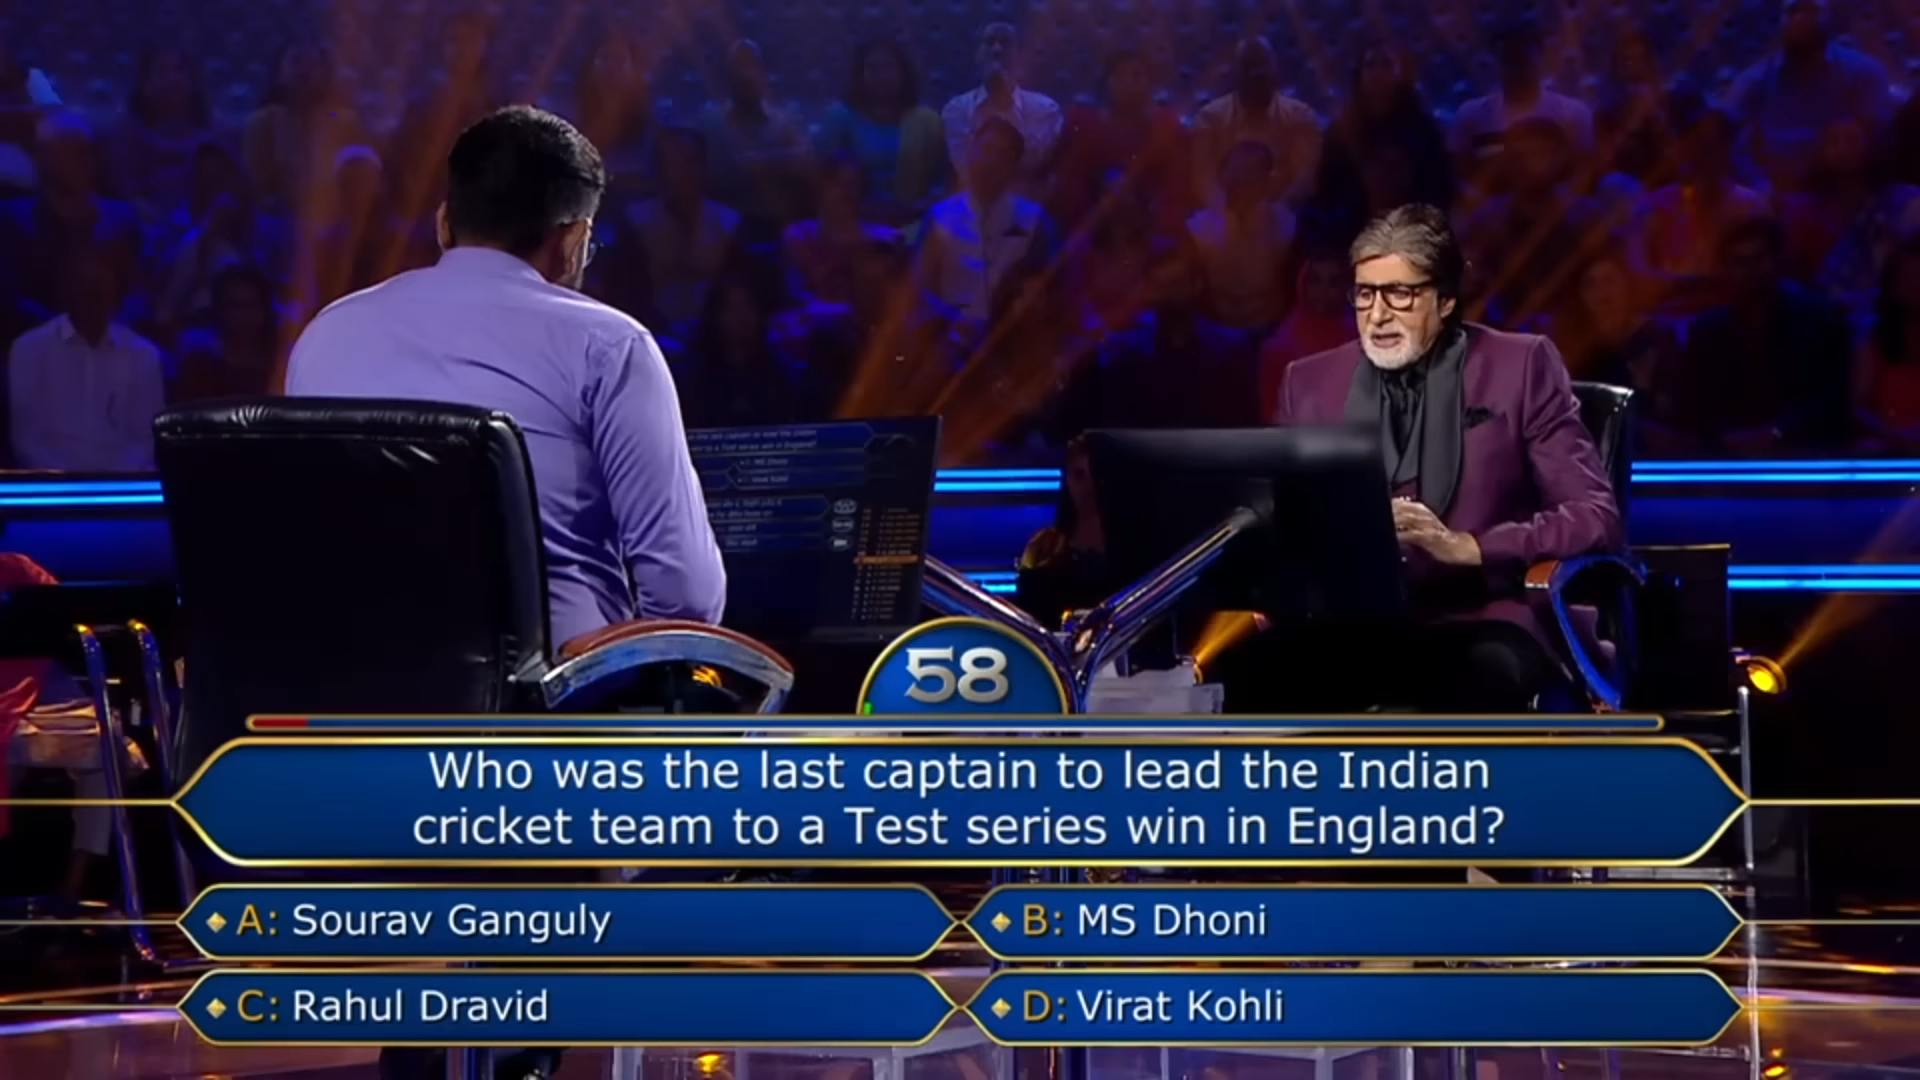 58
Who was the last captain to lead the Indian
cricket team to a Test series win in England?
A: Sourav Ganguly
B: MS Dhoni
C: Rahul Dravid
D: Virat Kohli